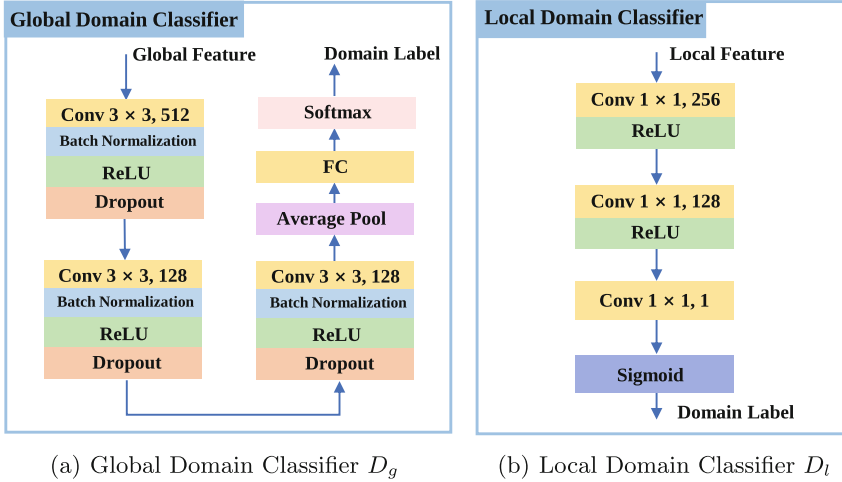 Global Domain Classifier
Global Feature
Conv 3 × 3, 512
Batch Normalization
ReLU
Dropout
Conv 3 × 3, 128
Batch Normalization
ReLU
Dropout
Conv 3 × 3, 128
Batch Normalization
ReLU
Dropout
Average Pool
FC
Softmax
Domain Label
(a) Global Domain Classifier D_g
Local Domain Classifier
Local Feature
Conv 1 × 1, 256
ReLU
Conv 1 × 1, 128
ReLU
Conv 1 × 1, 1
Sigmoid
Domain Label
(b) Local Domain Classifier D_l